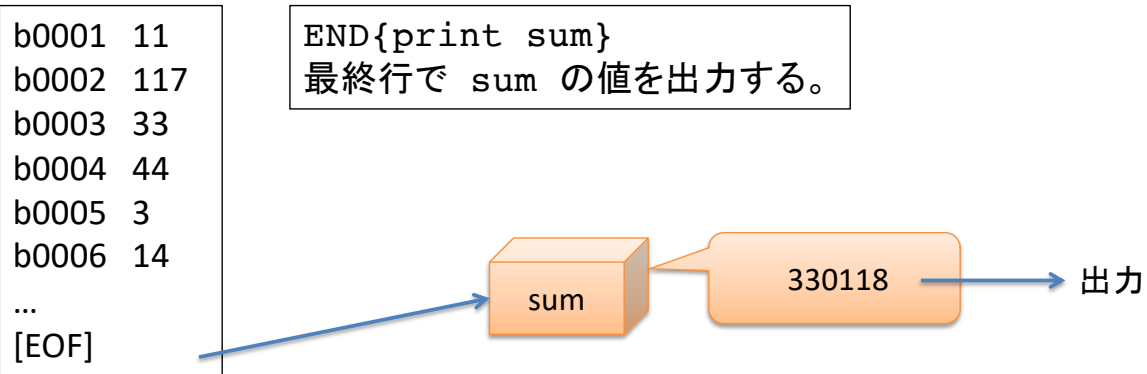 b0001 11
b0002 117
b0003 33
b0004 44
b0005 3
b0006 14
…
[EOF]
END{print sum}
最終行で sum の値を出力する。
sum
330118
出力